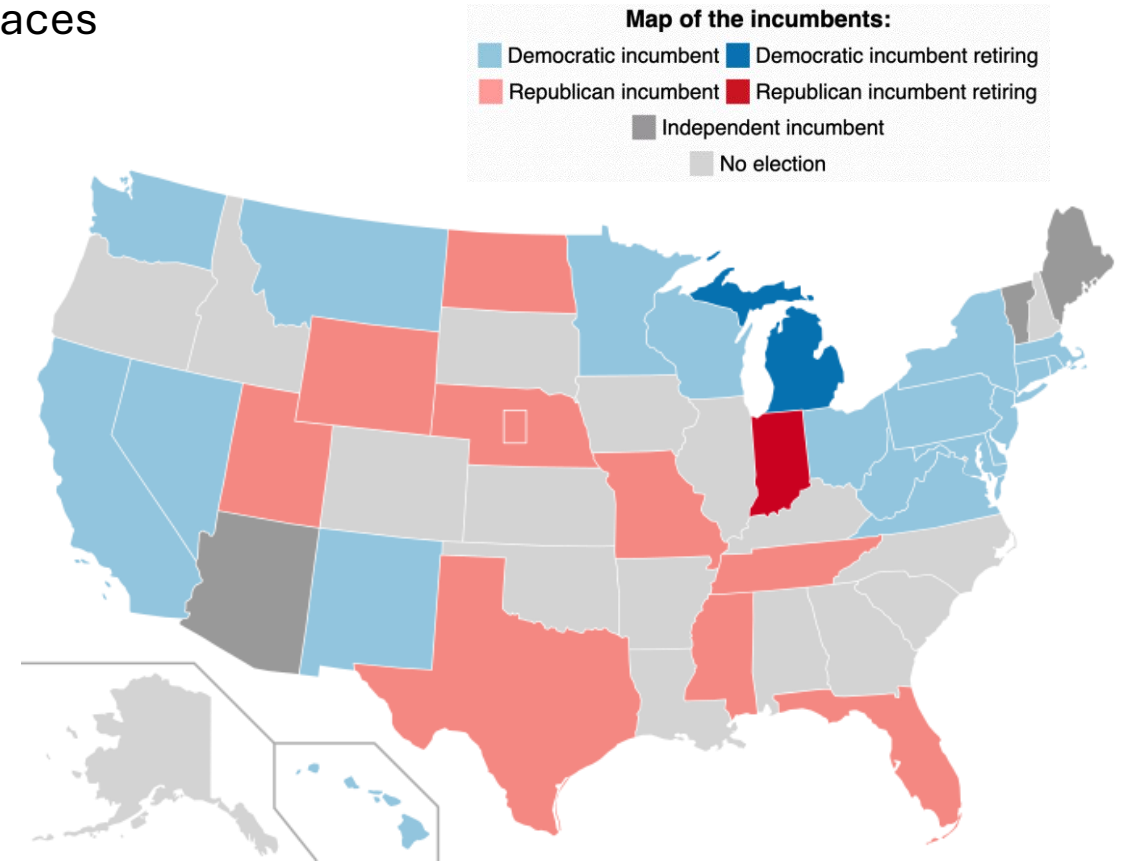 aces
Map of the incumbents:
Democratic incumbent Democratic incumbent retiring
Republican incumbent Republican incumbent retiring
Independent incumbent
No election